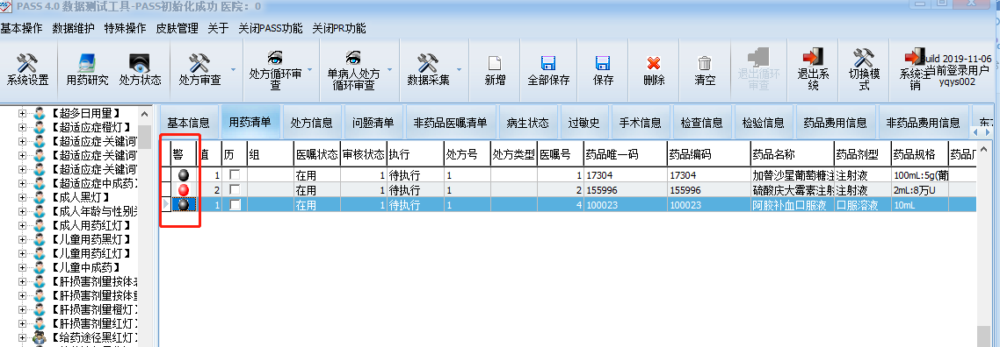 PASS 4.0 数据测试工具-PASS初始化成功 医院：0
基本操作 数据维护 特殊操作 皮肤管理 关于 关闭PASS功能 关闭PR功能
系统设置 用药研究 处方状态 处方审查 处方循环审查 单病人处方循环审查 数据采集 新增 全部保存 保存 删除 清空 退出循环审查 退出系统 切换模式 系统注销
uild 2019-11-06
当前登录用户
yqys002
基本信息 用药清单 处方信息 问题清单 非药品医嘱清单 病生状态 过敏史 手术信息 检查信息 检验信息 药品费用信息 非药品费用信息
警 值 历 组 医嘱状态 审核状态 执行 处方号 处方类型 医嘱号 药品唯一码 药品编码 药品名称 药品剂型 药品规格 药品厂
1 在用 1 待执行 1 1 17304 17304 加替沙星葡萄糖注 注射液 100mL:5g(葡
2 在用 1 待执行 1 2 155996 155996 硫酸庆大霉素注射 注射液 2mL:8万U
1 在用 1 待执行 1 4 100023 100023 阿胶补血口服液 口服溶液 10mL
【超多日用量】
【超适应症橙灯】
【超适应症-关键词
【超适应症-关键词
【超适应症-关键词
【超适应症中成药】
【成人黑灯】
【成人年龄与性别
【成人用药红灯】
【儿童用药黑灯】
【儿童用药红灯】
【儿童中成药】
【肝损害剂量按体
【肝损害剂量按体
【肝损害剂量橙灯】
【肝损害剂量红灯】
【给药途径黑红灯】